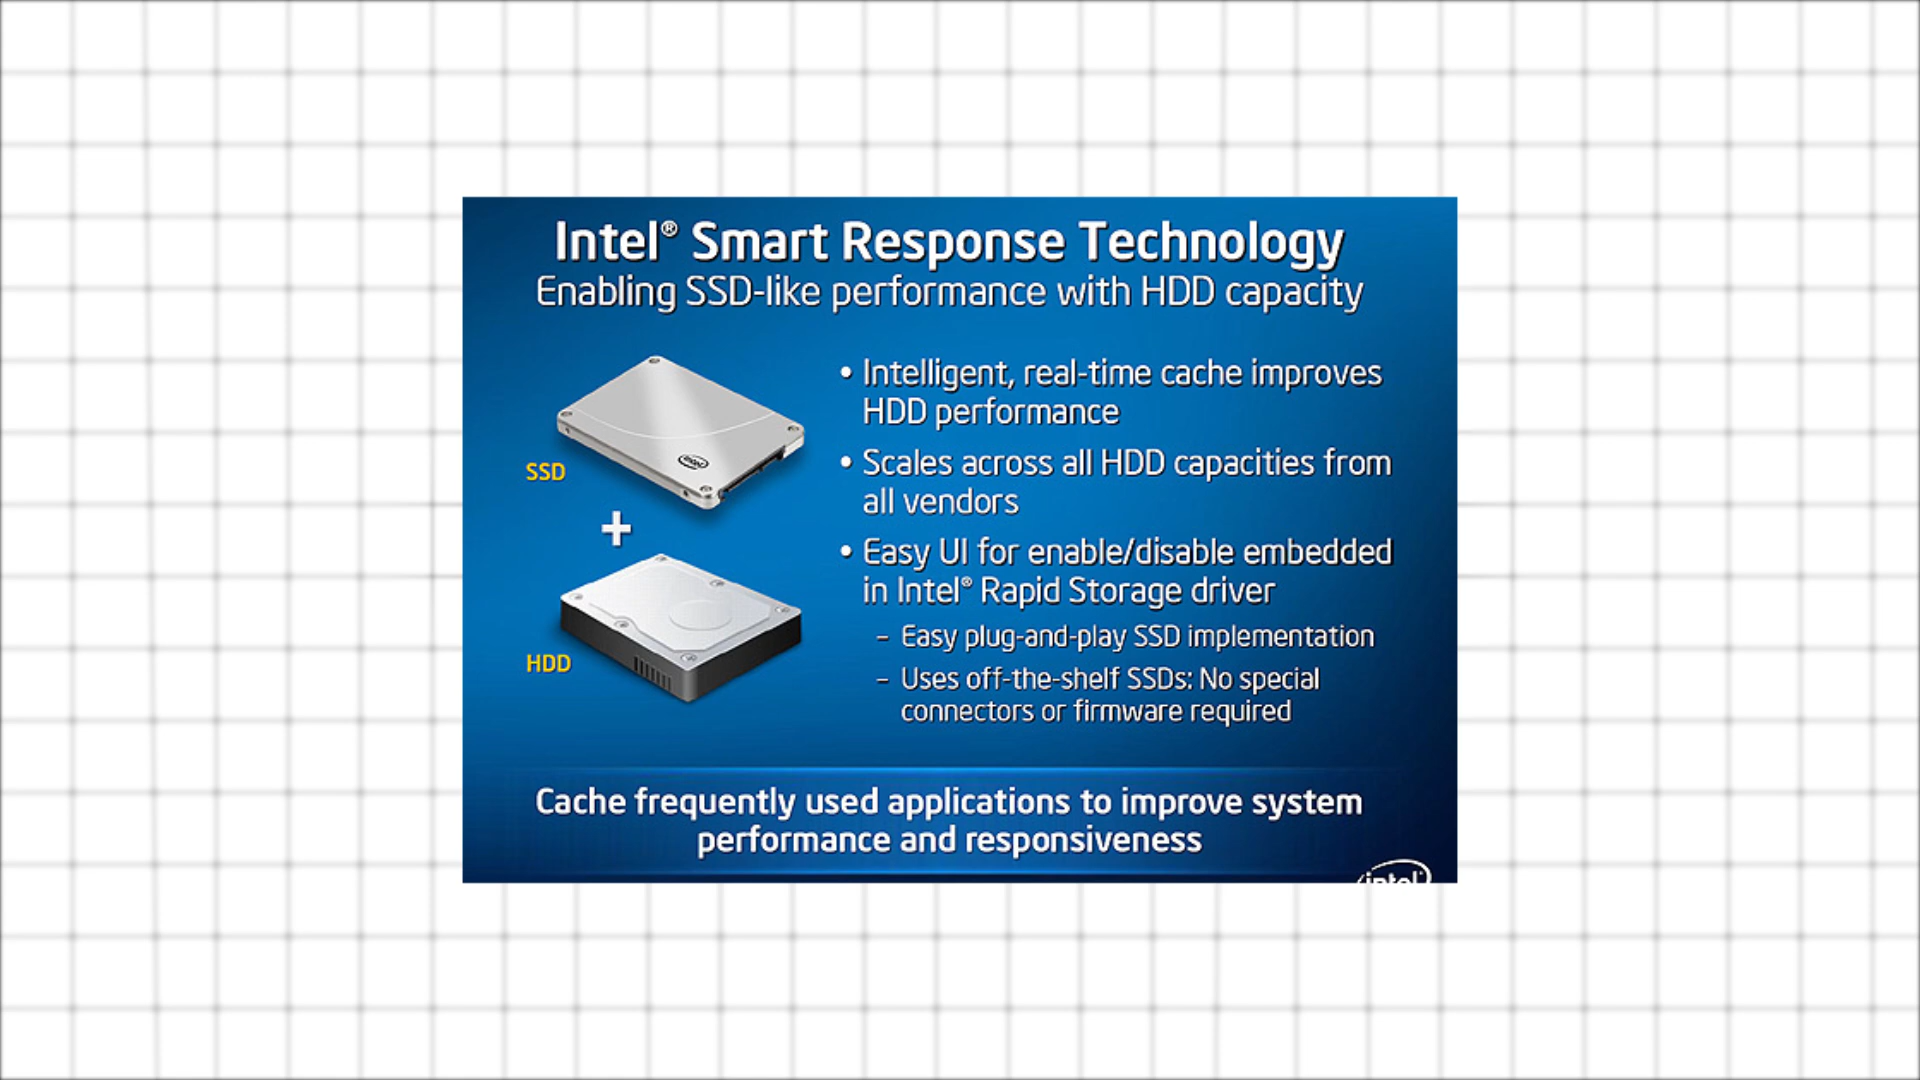 Intel® Smart Response Technology
Enabling SSD-like performance with HDD capacity
• Intelligent, real-time cache improves
HDD performance
• Scales across all HDD capacities from
all vendors
• Easy UI for enable/disable embedded
in Intel® Rapid Storage driver
– Easy plug-and-play SSD implementation
– Uses off-the-shelf SSDs: No special
connectors or firmware required
intel
SSD
+
HDD
Cache frequently used applications to improve system
performance and responsiveness
intel